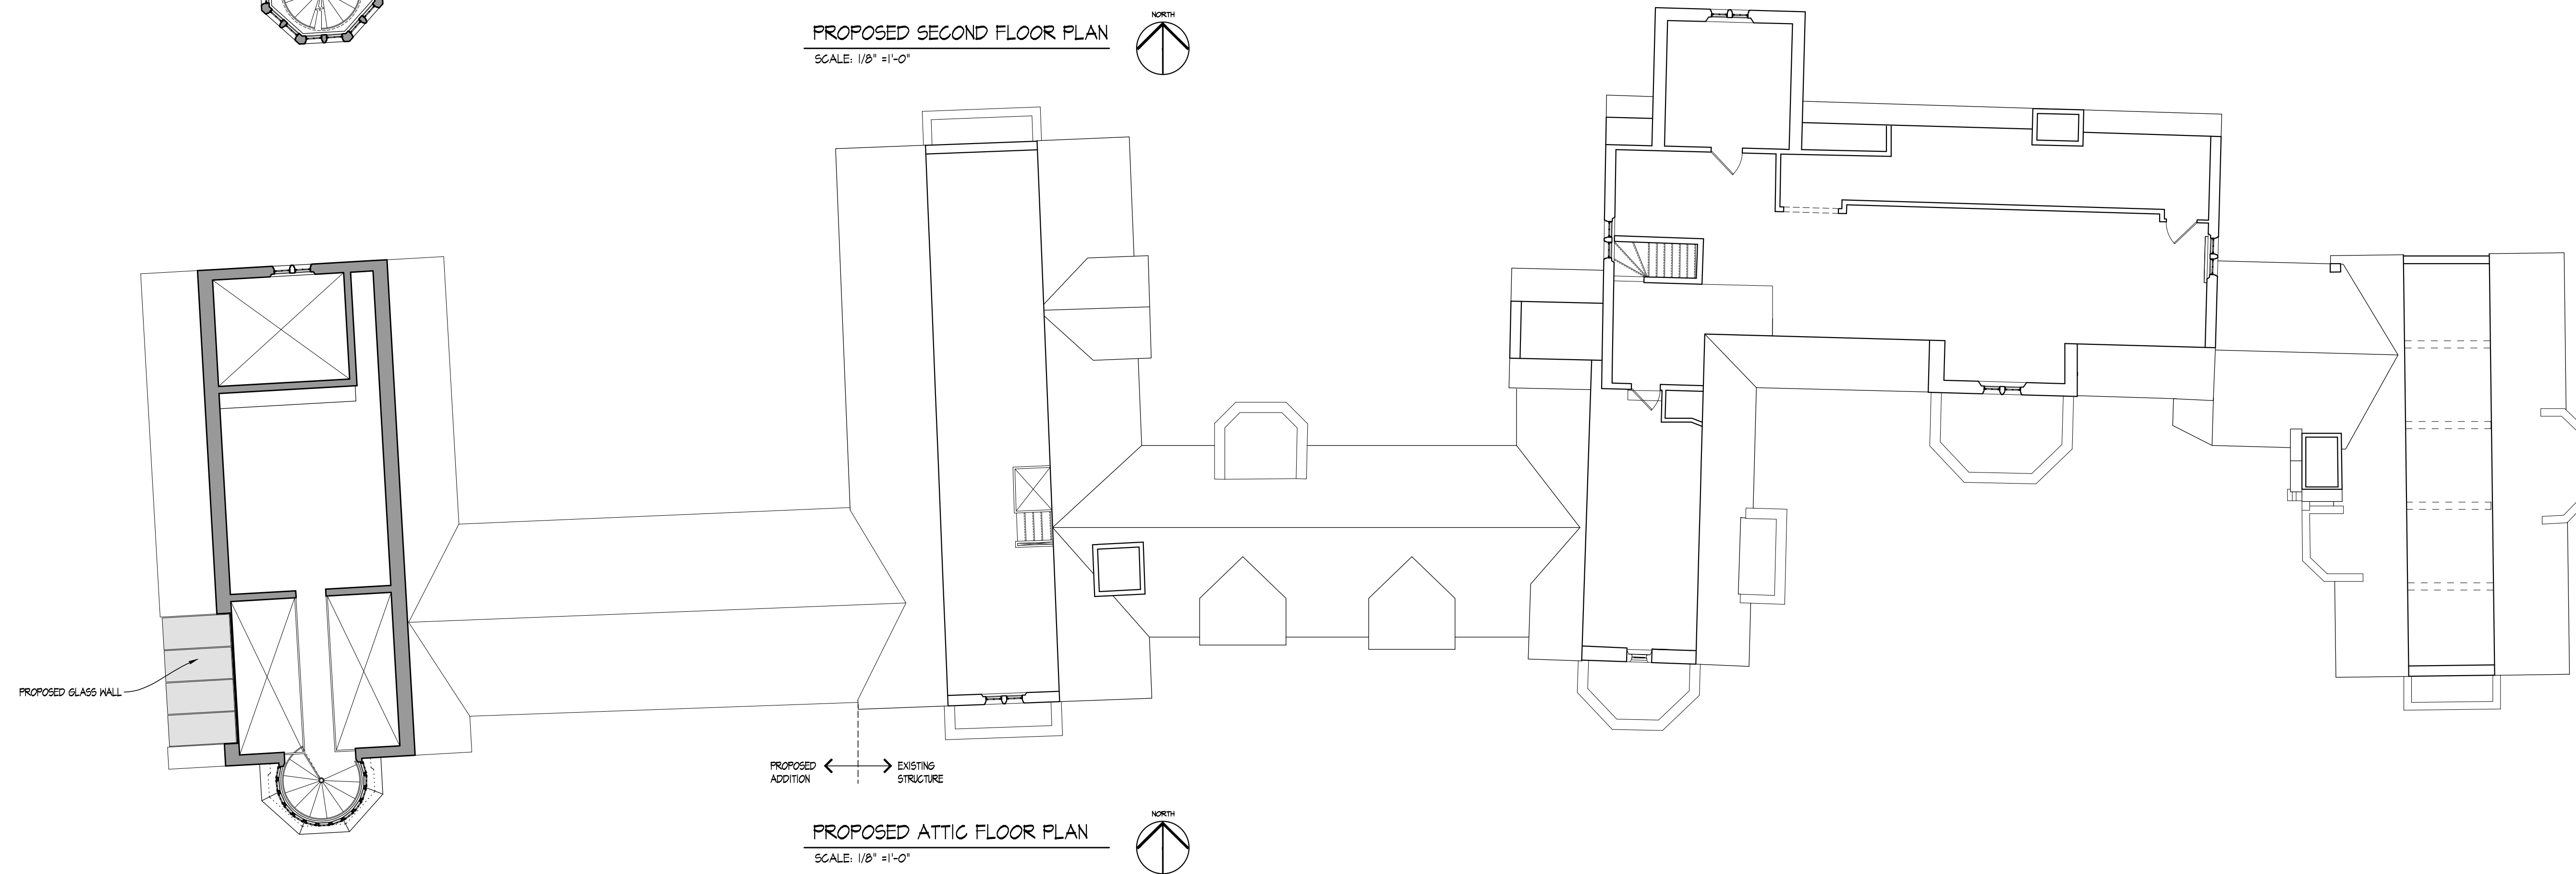 NORTH
PROPOSED SECOND FLOOR PLAN
SCALE: 1/8" =1'-0"
PROPOSED GLASS WALL
PROPOSED ADDITION
EXISTING STRUCTURE
NORTH
PROPOSED ATTIC FLOOR PLAN
SCALE: 1/8" =1'-0"